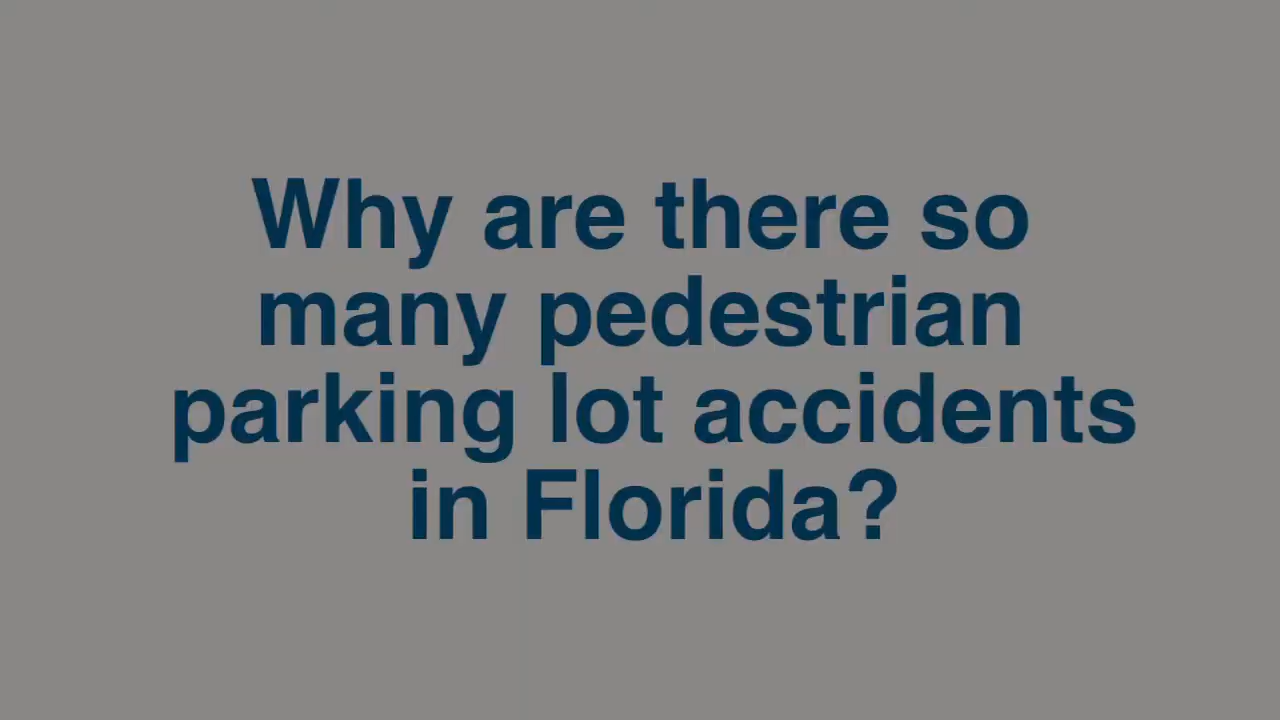 Why are there so
many pedestrian
parking lot accidents
in Florida?